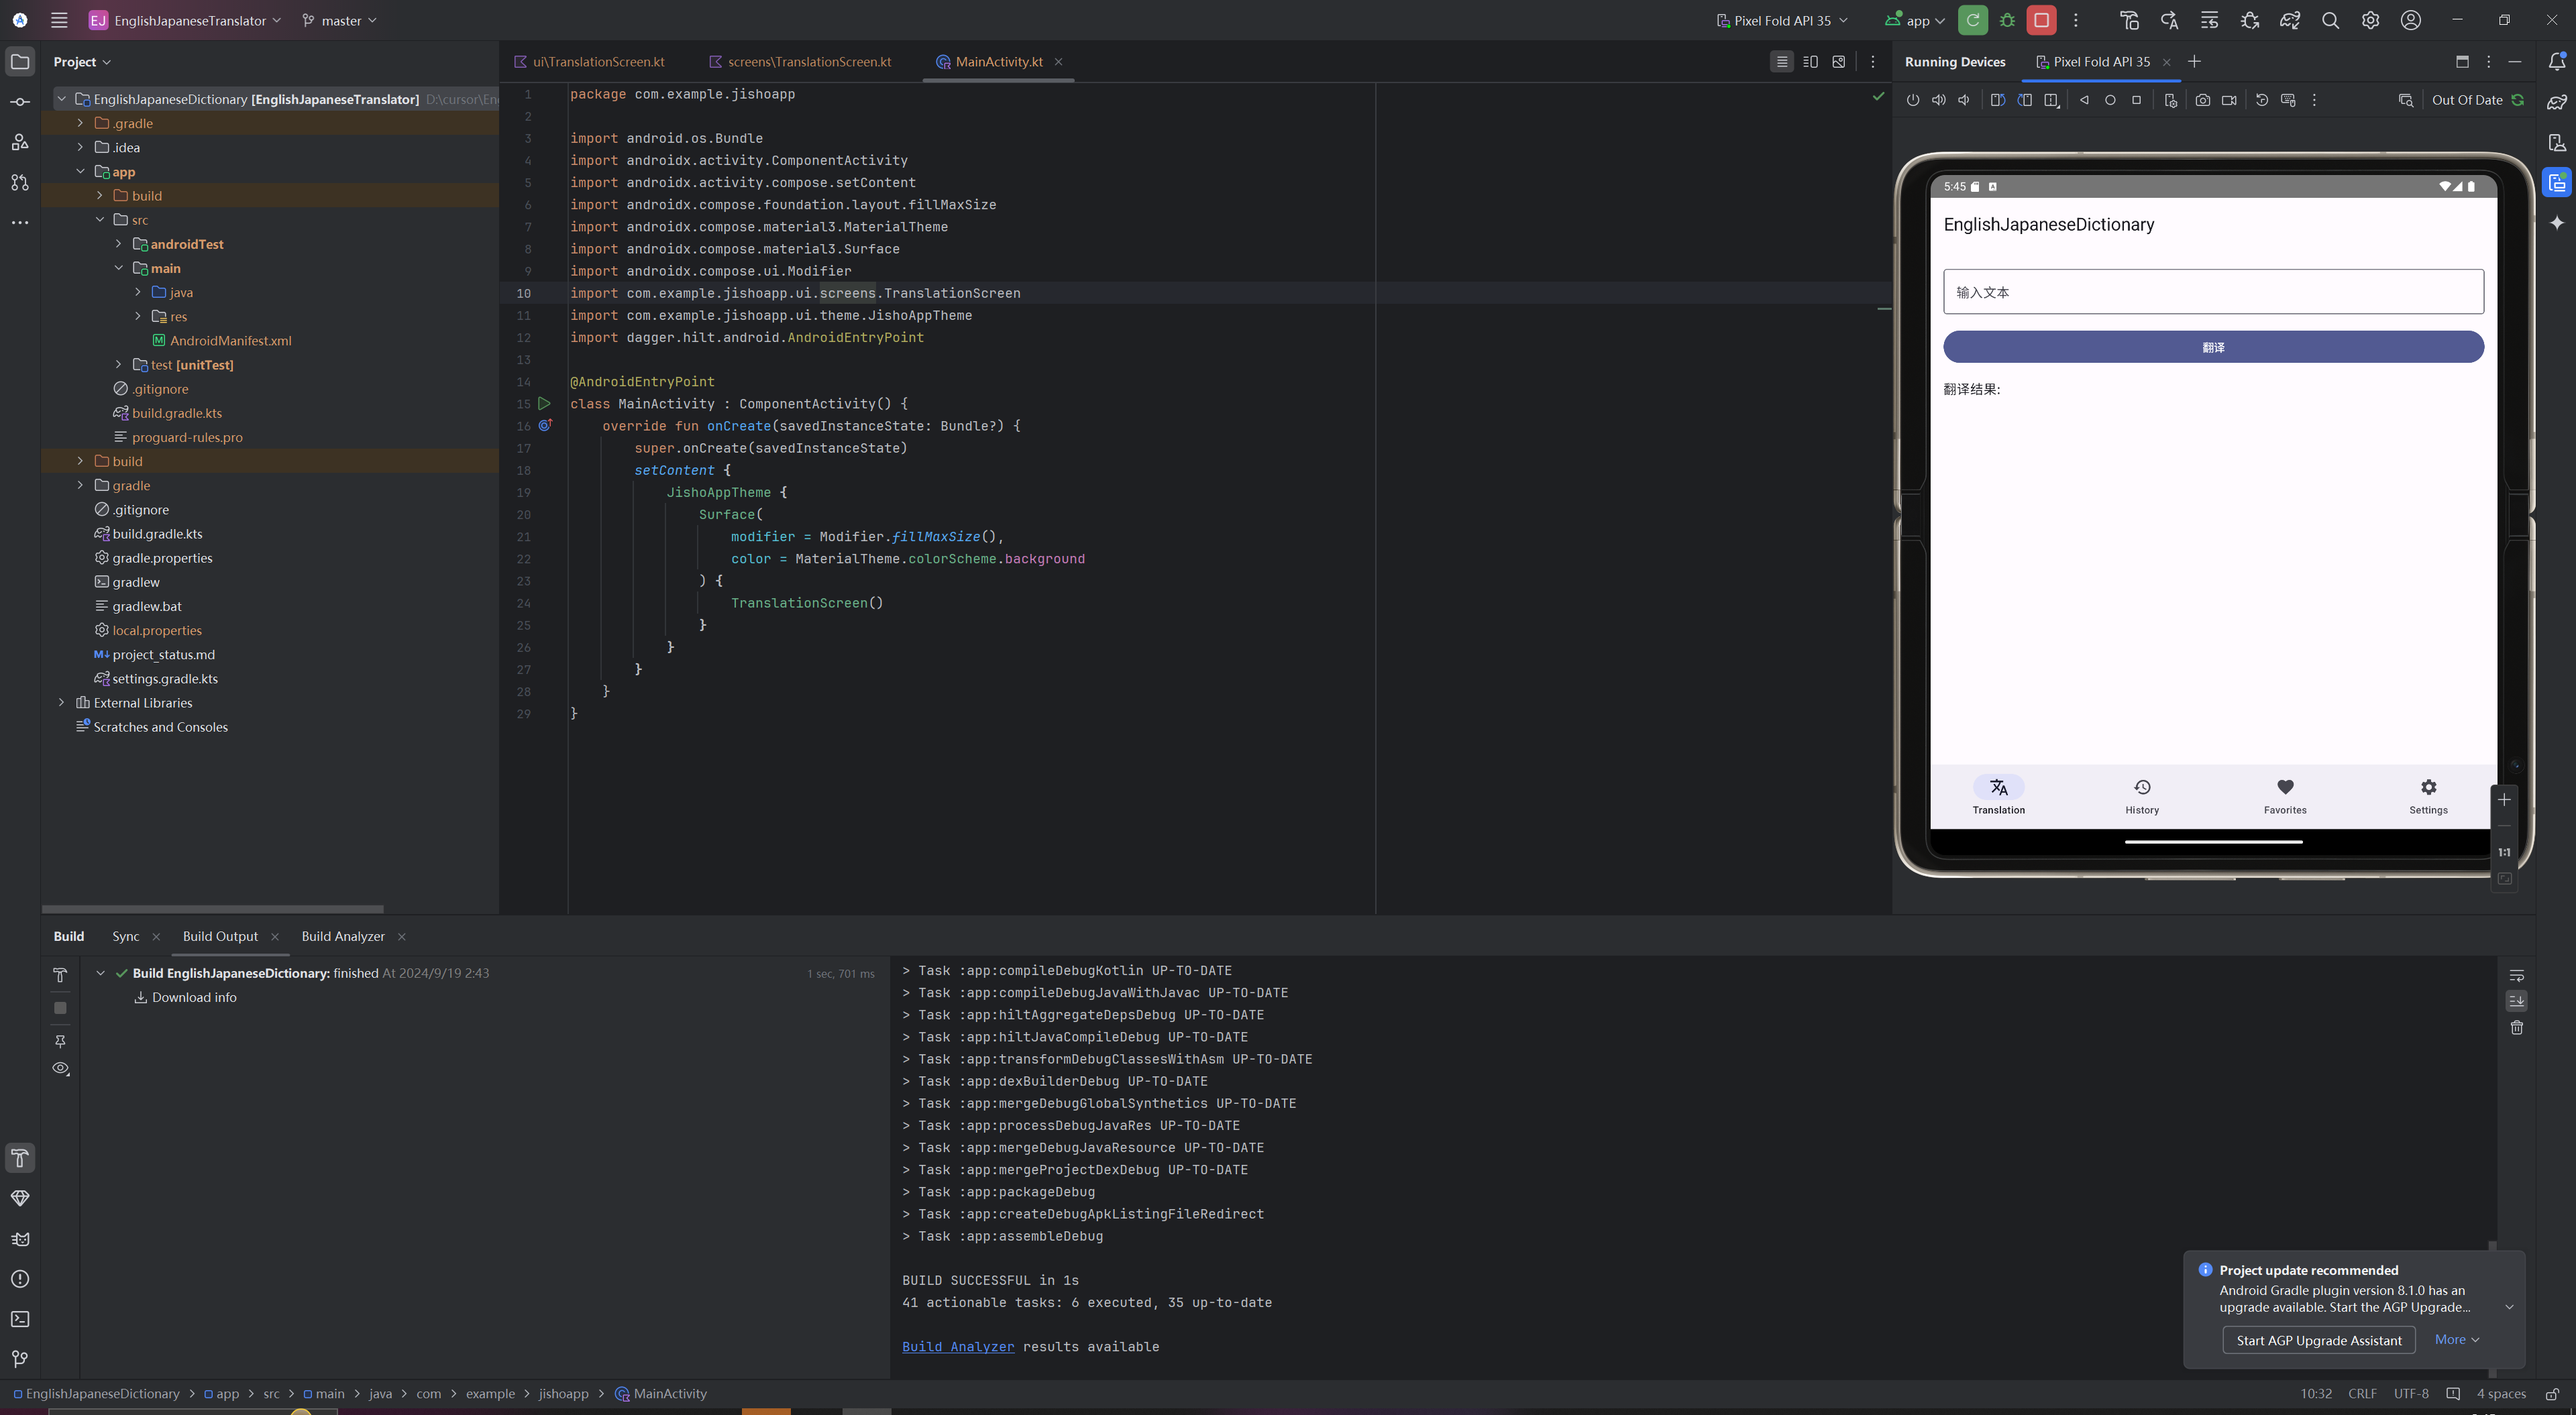 EJ EnglishJapaneseTranslator master Pixel Fold API 35 app
Project
EnglishJapaneseDictionary [EnglishJapaneseTranslator] D:\cursor\En
.gradle
.idea
app
build
src
androidTest
main
java
res
AndroidManifest.xml
test [unitTest]
.gitignore
build.gradle.kts
proguard-rules.pro
build
gradle
.gitignore
build.gradle.kts
gradle.properties
gradlew
gradlew.bat
local.properties
project_status.md
settings.gradle.kts
External Libraries
Scratches and Consoles
ui\TranslationScreen.kt screens\TranslationScreen.kt MainActivity.kt
1 package com.example.jishoapp
2
3 import android.os.Bundle
4 import androidx.activity.ComponentActivity
5 import androidx.activity.compose.setContent
6 import androidx.compose.foundation.layout.fillMaxSize
7 import androidx.compose.material3.MaterialTheme
8 import androidx.compose.material3.Surface
9 import androidx.compose.ui.Modifier
10 import com.example.jishoapp.ui.screens.TranslationScreen
11 import com.example.jishoapp.ui.theme.JishoAppTheme
12 import dagger.hilt.android.AndroidEntryPoint
13
14 @AndroidEntryPoint
15 class MainActivity : ComponentActivity() {
16 override fun onCreate(savedInstanceState: Bundle?) {
17 super.onCreate(savedInstanceState)
18 setContent {
19 JishoAppTheme {
20 Surface(
21 modifier = Modifier.fillMaxSize(),
22 color = MaterialTheme.colorScheme.background
23 ) {
24 TranslationScreen()
25 }
26 }
27 }
28 }
29 }
Running Devices Pixel Fold API 35
Out Of Date
5:45
EnglishJapaneseDictionary
输入文本
翻译
翻译结果:
Translation History Favorites Settings
1:1
Build Sync Build Output Build Analyzer
Build EnglishJapaneseDictionary: finished At 2024/9/19 2:43 1 sec, 701 ms
Download info
> Task :app:compileDebugKotlin UP-TO-DATE
> Task :app:compileDebugJavaWithJavac UP-TO-DATE
> Task :app:hiltAggregateDepsDebug UP-TO-DATE
> Task :app:hiltJavaCompileDebug UP-TO-DATE
> Task :app:transformDebugClassesWithAsm UP-TO-DATE
> Task :app:dexBuilderDebug UP-TO-DATE
> Task :app:mergeDebugGlobalSynthetics UP-TO-DATE
> Task :app:processDebugJavaRes UP-TO-DATE
> Task :app:mergeDebugJavaResource UP-TO-DATE
> Task :app:mergeProjectDexDebug UP-TO-DATE
> Task :app:packageDebug
> Task :app:createDebugApkListingFileRedirect
> Task :app:assembleDebug
BUILD SUCCESSFUL in 1s
41 actionable tasks: 6 executed, 35 up-to-date
Build Analyzer results available
Project update recommended
Android Gradle plugin version 8.1.0 has an
upgrade available. Start the AGP Upgrade...
Start AGP Upgrade Assistant More
EnglishJapaneseDictionary > app > src > main > java > com > example > jishoapp > MainActivity
10:32 CRLF UTF-8 4 spaces